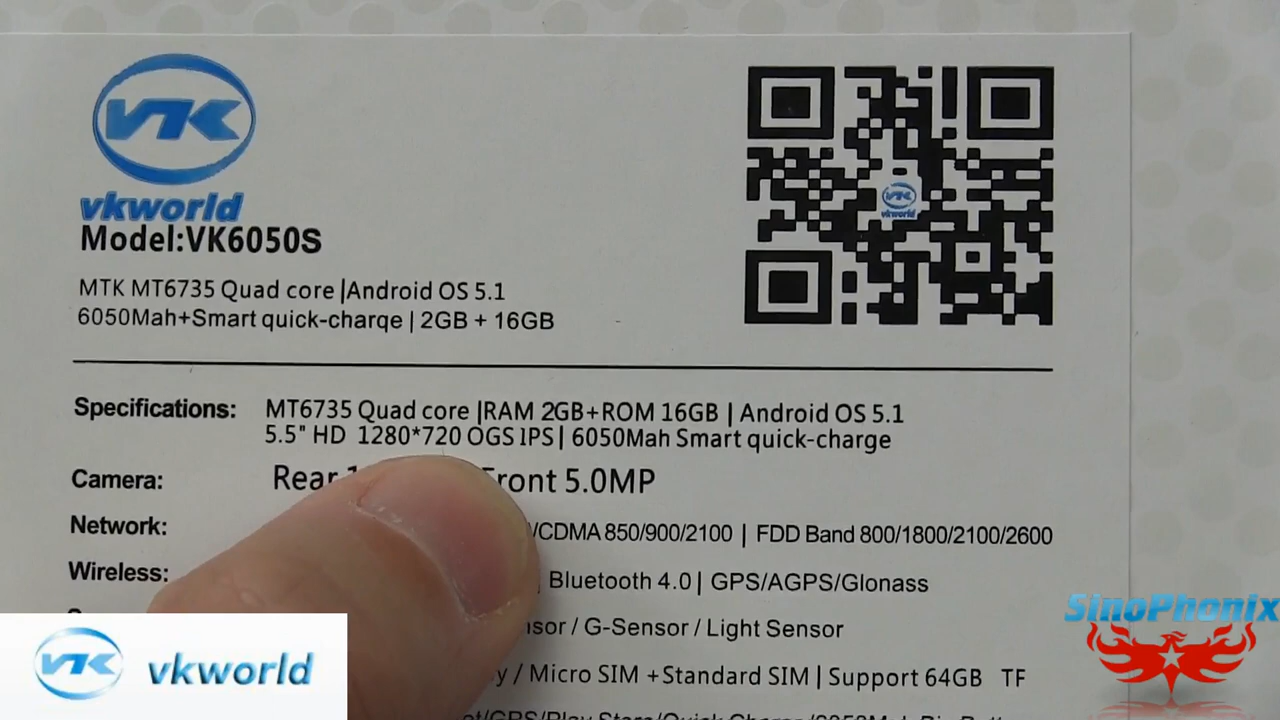 VK
vkworld
Model:VK6050S
MTK MT6735 Quad core |Android OS 5.1
6050Mah+Smart quick-charge | 2GB + 16GB
vkworld
Specifications: MT6735 Quad core |RAM 2GB+ROM 16GB | Android OS 5.1
5.5" HD 1280*720 OGS IPS | 6050Mah Smart quick-charge
Camera: Rear Front 5.0MP
Network: /CDMA 850/900/2100 | FDD Band 800/1800/2100/2600
Wireless: | Bluetooth 4.0 | GPS/AGPS/Glonass
/ G-Sensor / Light Sensor
/ Micro SIM +Standard SIM | Support 64GB TF
VK vkworld
SinoPhonix